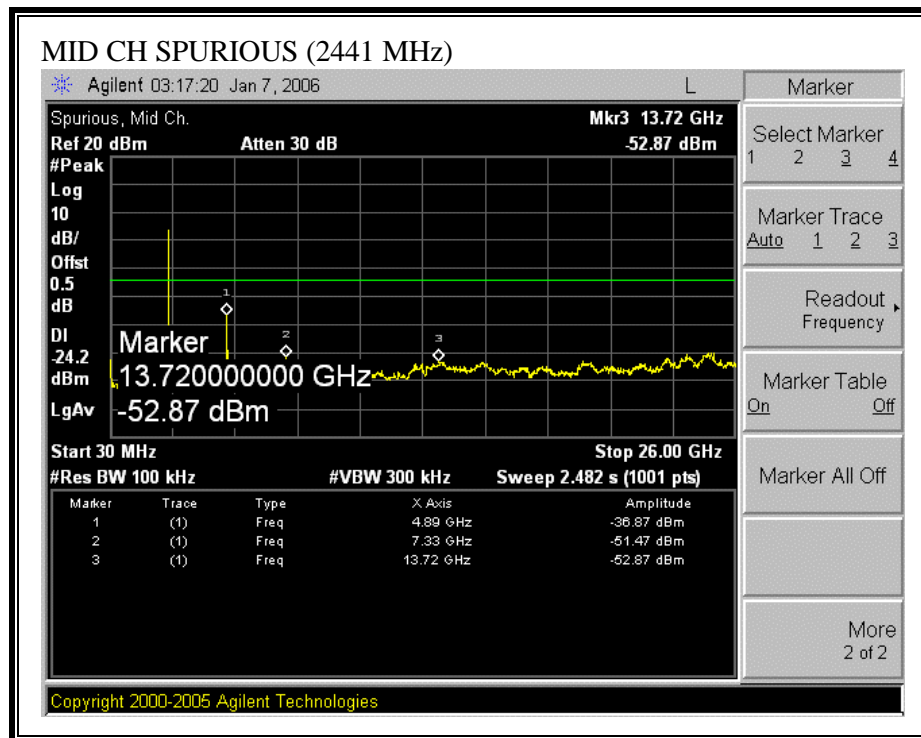 MID CH SPURIOUS (2441 MHz)
Agilent 03:17:20 Jan 7, 2006 L
Marker
Spurious, Mid Ch. Mkr3 13.72 GHz
Ref 20 dBm Atten 30 dB -52.87 dBm
#Peak
Log
10
dB/
Offst
0.5
dB
DI
-24.2
dBm
LgAv
1
2
3
Marker
13.720000000 GHz
-52.87 dBm
Start 30 MHz Stop 26.00 GHz
#Res BW 100 kHz #VBW 300 kHz Sweep 2.482 s (1001 pts)
Marker Trace Type X Axis Amplitude
1 (1) Freq 4.89 GHz -36.87 dBm
2 (1) Freq 7.33 GHz -51.47 dBm
3 (1) Freq 13.72 GHz -52.87 dBm
Select Marker
1 2 3 4
Marker Trace
Auto 1 2 3
Readout
Frequency
Marker Table
On Off
Marker All Off
More
2 of 2
Copyright 2000-2005 Agilent Technologies